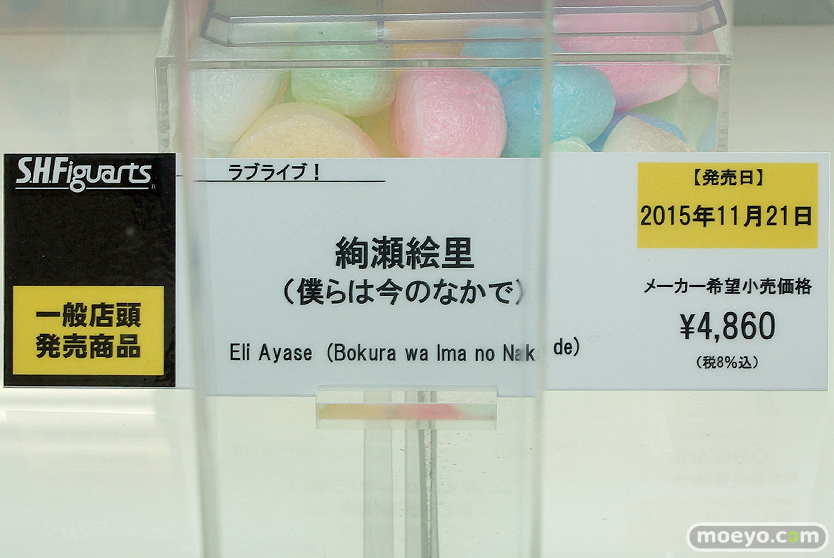 S.H.Figuarts
一般店頭
発売商品
ラブライブ！
絢瀬絵里
（僕らは今のなかで）
Eli Ayase (Bokura wa Ima no Naka de)
【発売日】
2015年11月21日
メーカー希望小売価格
¥4,860
（税8％込）
moeyo.com